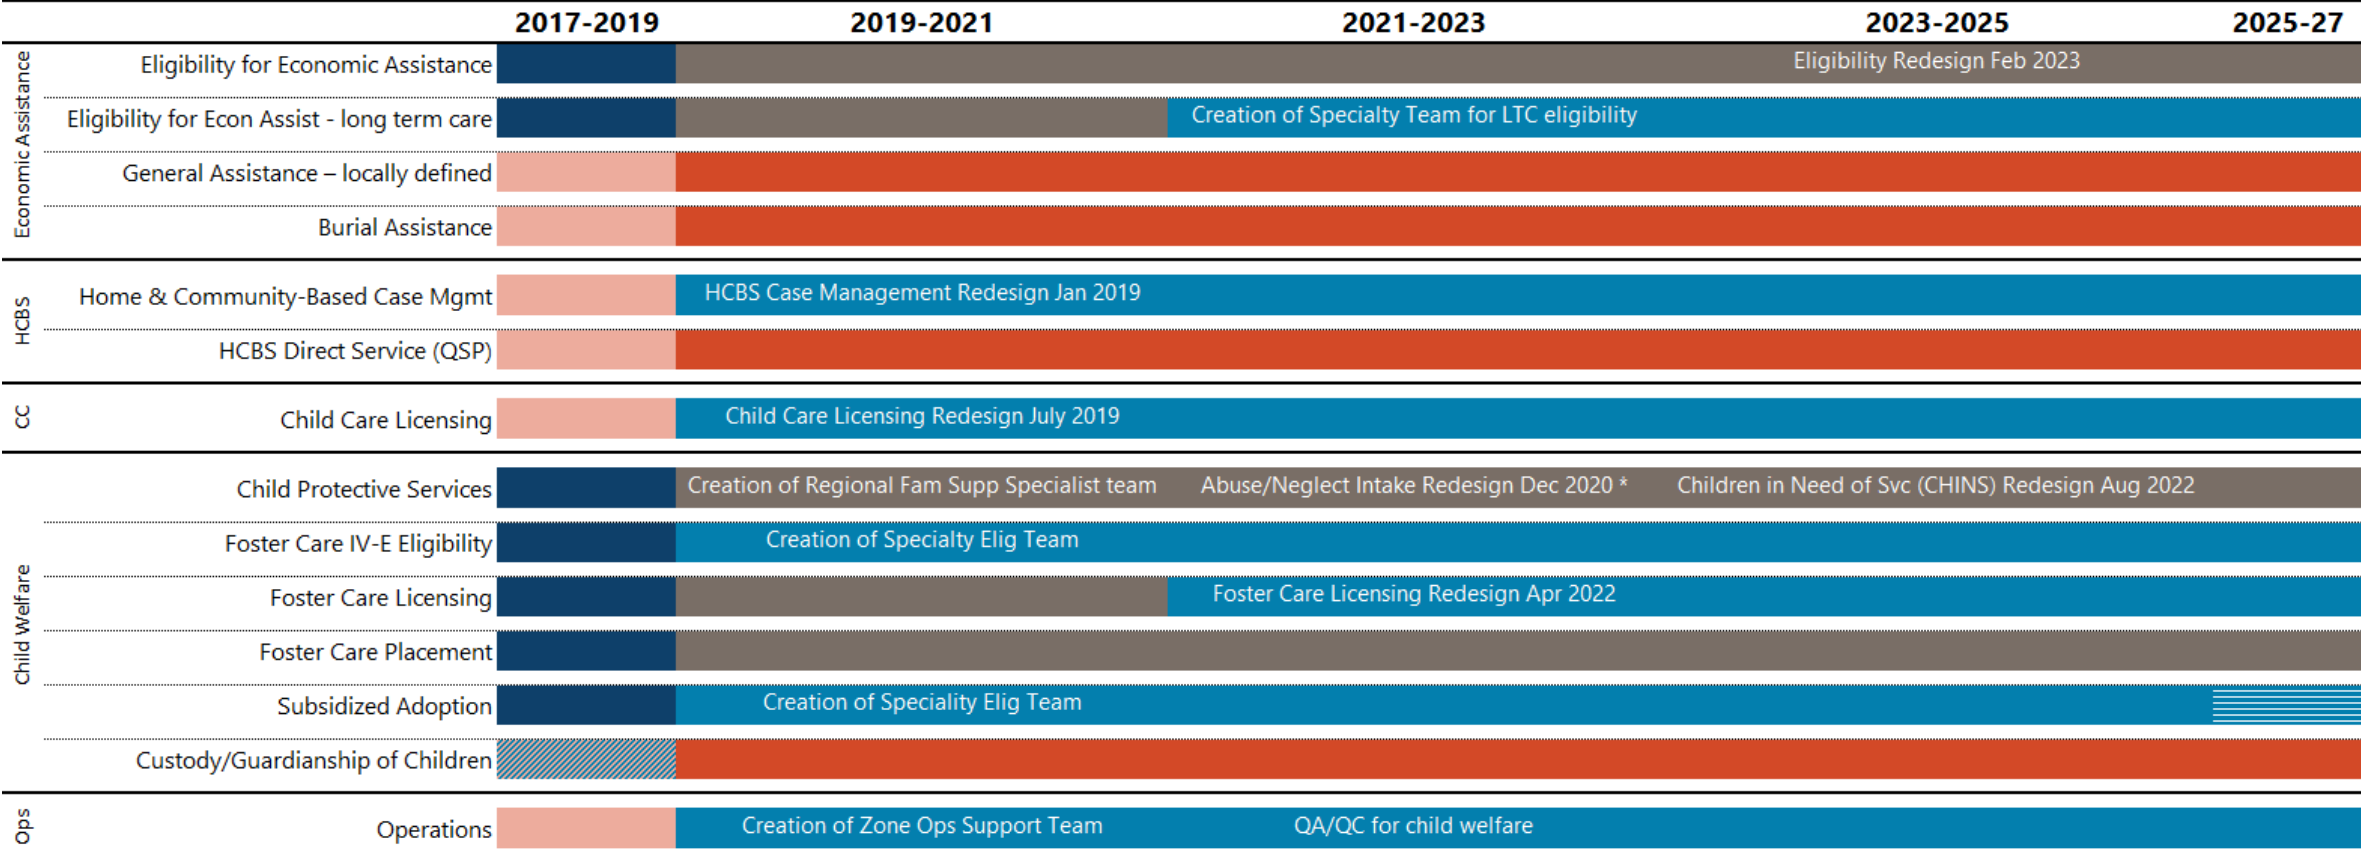 2017-2019 2019-2021 2021-2023 2023-2025 2025-27
Economic Assistance
Eligibility for Economic Assistance Eligibility Redesign Feb 2023
Eligibility for Econ Assist - long term care Creation of Specialty Team for LTC eligibility
General Assistance – locally defined
Burial Assistance
HCBS
Home & Community-Based Case Mgmt HCBS Case Management Redesign Jan 2019
HCBS Direct Service (QSP)
CC
Child Care Licensing Child Care Licensing Redesign July 2019
Child Welfare
Child Protective Services Creation of Regional Fam Supp Specialist team Abuse/Neglect Intake Redesign Dec 2020 * Children in Need of Svc (CHINS) Redesign Aug 2022
Foster Care IV-E Eligibility Creation of Specialty Elig Team
Foster Care Licensing Foster Care Licensing Redesign Apr 2022
Foster Care Placement
Subsidized Adoption Creation of Speciality Elig Team
Custody/Guardianship of Children
Ops
Operations Creation of Zone Ops Support Team QA/QC for child welfare